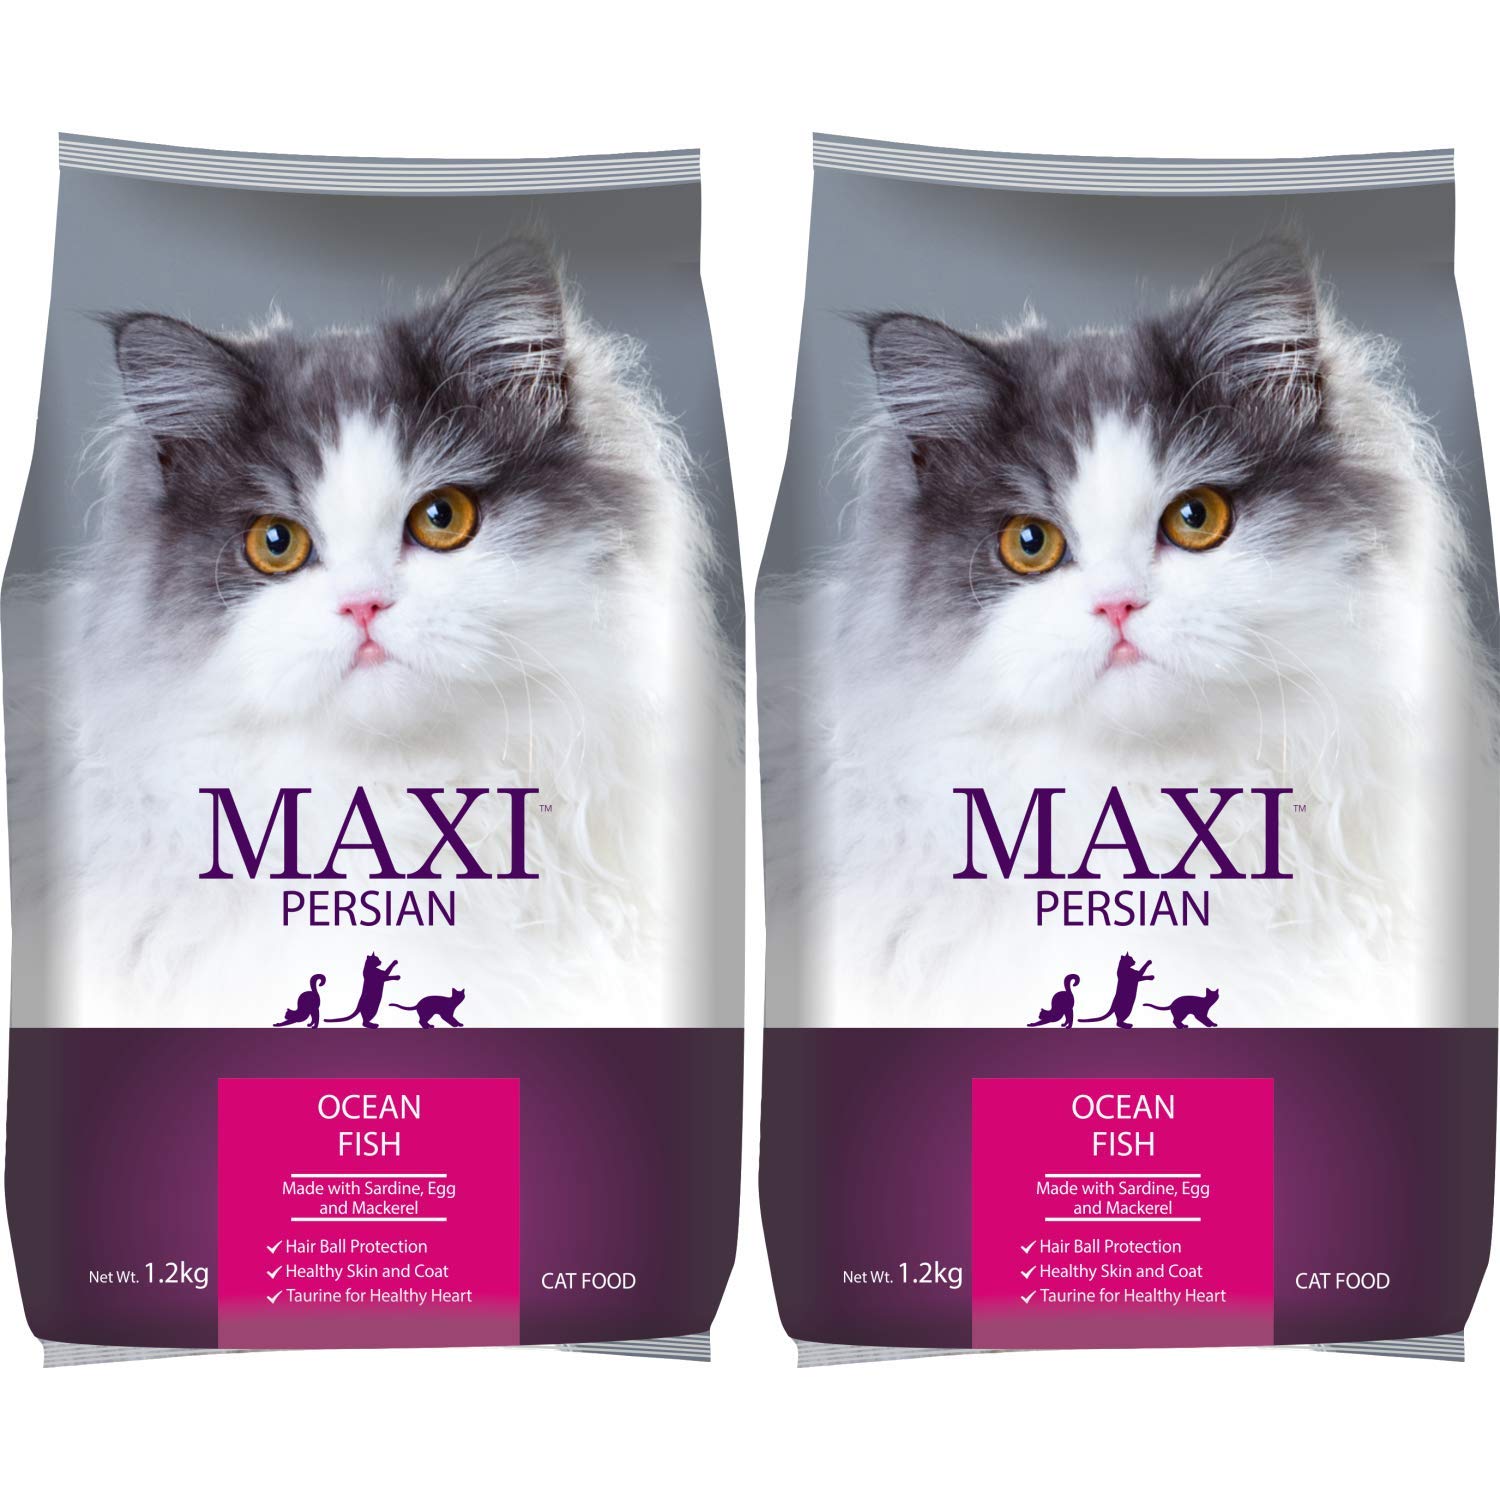 MAXI™
PERSIAN
OCEAN
FISH
Made with Sardine, Egg
and Mackerel
✓ Hair Ball Protection
✓ Healthy Skin and Coat
✓ Taurine for Healthy Heart
Net Wt. 1.2kg
CAT FOOD
MAXI™
PERSIAN
OCEAN
FISH
Made with Sardine, Egg
and Mackerel
✓ Hair Ball Protection
✓ Healthy Skin and Coat
✓ Taurine for Healthy Heart
Net Wt. 1.2kg
CAT FOOD